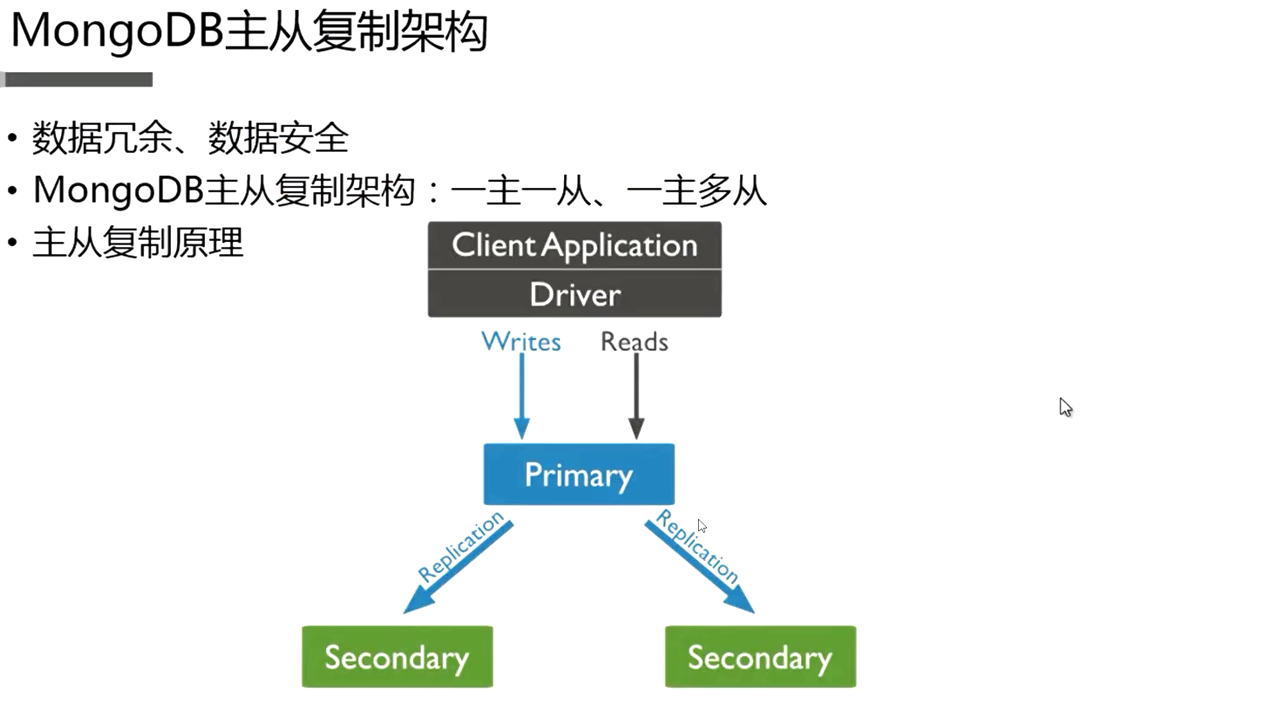 MongoDB主从复制架构
• 数据冗余、数据安全
• MongoDB主从复制架构：一主一从、一主多从
• 主从复制原理
Client Application
Driver
Writes Reads
Primary
Replication Replication
Secondary Secondary